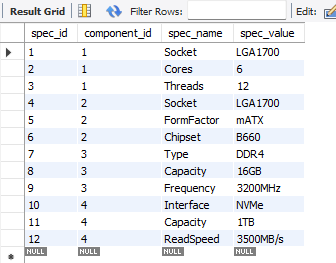 Result Grid Filter Rows: Edit:
spec_id component_id spec_name spec_value
1 1 Socket LGA1700
2 1 Cores 6
3 1 Threads 12
4 2 Socket LGA1700
5 2 FormFactor mATX
6 2 Chipset B660
7 3 Type DDR4
8 3 Capacity 16GB
9 3 Frequency 3200MHz
10 4 Interface NVMe
11 4 Capacity 1TB
12 4 ReadSpeed 3500MB/s
NULL NULL NULL NULL